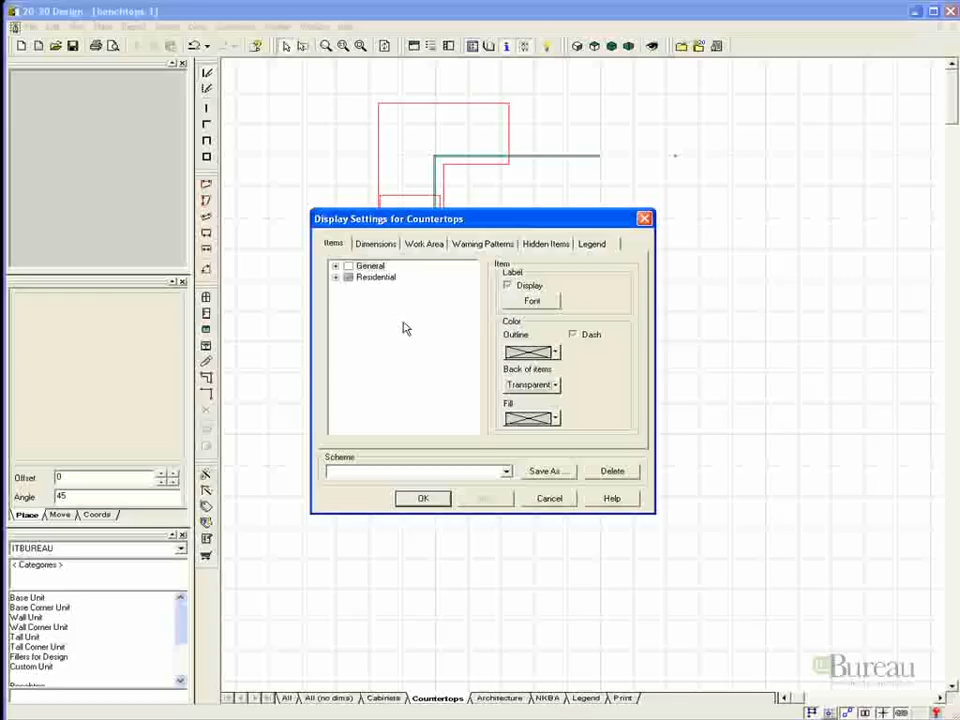 20-20 Design - [benchtops 1]
Display Settings for Countertops
Items Dimensions Work Area Warning Patterns Hidden Items Legend
General
Residential
Item
Label
Display
Font
Color
Outline
Dash
Back of items
Transparent
Fill
Scheme
Save As ...
Delete
OK
Cancel
Help
Offset 0
Angle 45
Place Move Coords
ITBUREAU
< Categories >
Base Unit
Base Corner Unit
Wall Unit
Wall Corner Unit
Tall Unit
Tall Corner Unit
Fillers for Design
Custom Unit
All All (no dims) Cabinets Countertops Architecture NKBA Legend Print
itBureau